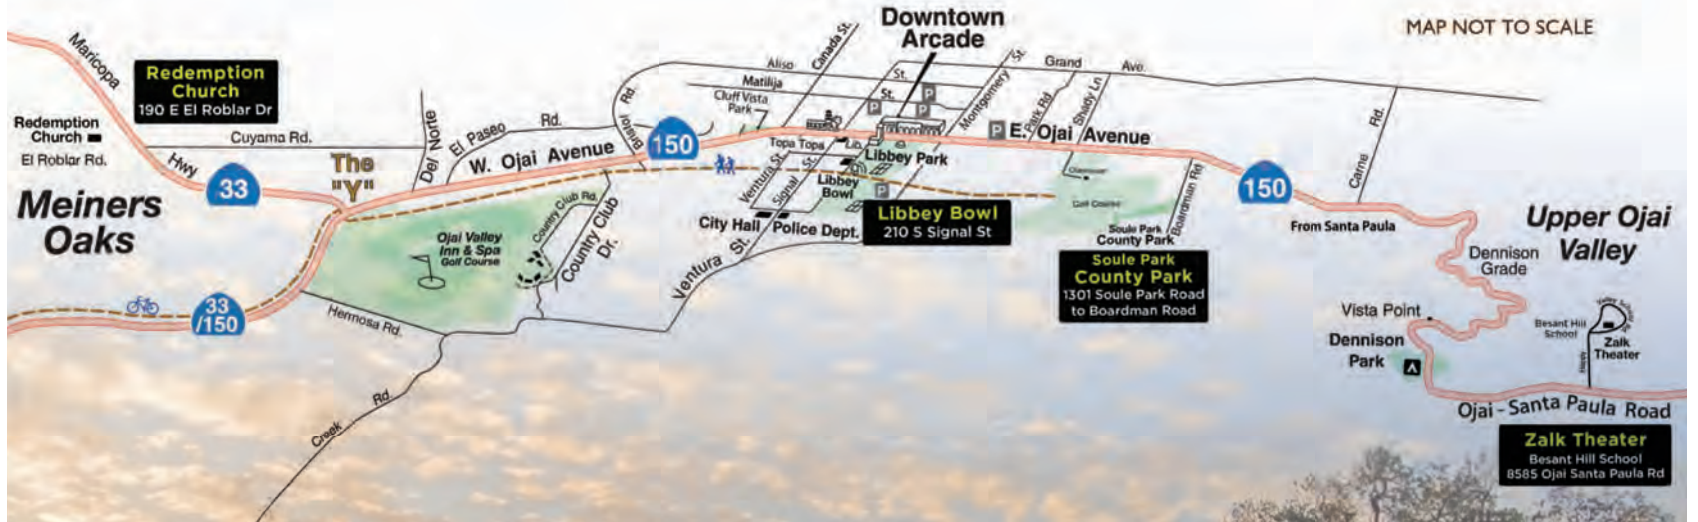 MAP NOT TO SCALE
Downtown
Arcade
Maricopa
Hwy
Redemption
Church
190 E El Roblar Dr
Redemption
Church
El Roblar Rd.
Cuyama Rd.
33
Meiners
Oaks
The
"Y"
Del Norte
El Paseo
Rd.
W. Ojai Avenue
Bristol
Rd.
150
Aliso
St.
Matilija
St.
Canada St.
Cluff Vista
Park
Montgomery
St.
Grand
Ave.
Park Rd
Shady Ln
P
P
P
P
E. Ojai Avenue
Topa Topa
Lib.
Libbey Park
Libbey
Bowl
P
Ventura St.
Signal
St.
City Hall
Police Dept.
Ventura
St.
Libbey Bowl
210 S Signal St
Golf Course
Boardman Rd
Soule Park
County Park
Soule Park
County Park
1301 Soule Park Road
to Boardman Road
150
Carne
Rd.
From Santa Paula
Upper Ojai
Valley
Dennison
Grade
Vista Point
Dennison
Park
Besant Hill
School
Zalk
Theater
Ojai - Santa Paula Road
Zalk Theater
Besant Hill School
8585 Ojai Santa Paula Rd
Ojai Valley
Inn & Spa
Golf Course
Country Club Rd.
Country Club
Dr.
33
/150
Hermosa Rd.
Creek
Rd.